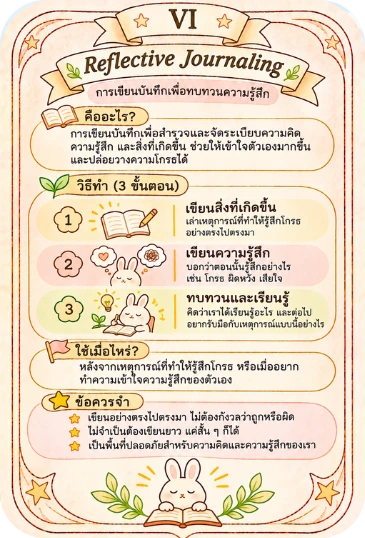 VI
Reflective Journaling
การเขียนบันทึกเพื่อทบทวนความรู้สึก
คืออะไร?
การเขียนบันทึกเพื่อสำรวจและจัดระเบียบความคิด
ความรู้สึก และสิ่งที่เกิดขึ้น ช่วยให้เข้าใจตัวเองมากขึ้น
และปล่อยวางความโกรธได้
วิธีทำ (3 ขั้นตอน)
1
เขียนสิ่งที่เกิดขึ้น
เล่าเหตุการณ์ที่ทำให้รู้สึกโกรธ
อย่างตรงไปตรงมา
2
เขียนความรู้สึก
บอกว่าตอนนั้นรู้สึกอย่างไร
เช่น โกรธ ผิดหวัง เสียใจ
3
ทบทวนและเรียนรู้
คิดว่าเราได้เรียนรู้อะไร และต่อไป
อยากรับมือกับเหตุการณ์แบบนี้อย่างไร
ใช้เมื่อไหร่?
หลังจากเหตุการณ์ที่ทำให้รู้สึกโกรธ หรือเมื่ออยาก
ทำความเข้าใจความรู้สึกของตัวเอง
ข้อควรจำ
เขียนอย่างตรงไปตรงมา ไม่ต้องกังวลว่าถูกหรือผิด
ไม่จำเป็นต้องเขียนยาว แค่สั้น ๆ ก็ได้
เป็นพื้นที่ปลอดภัยสำหรับความคิดและความรู้สึกของเรา